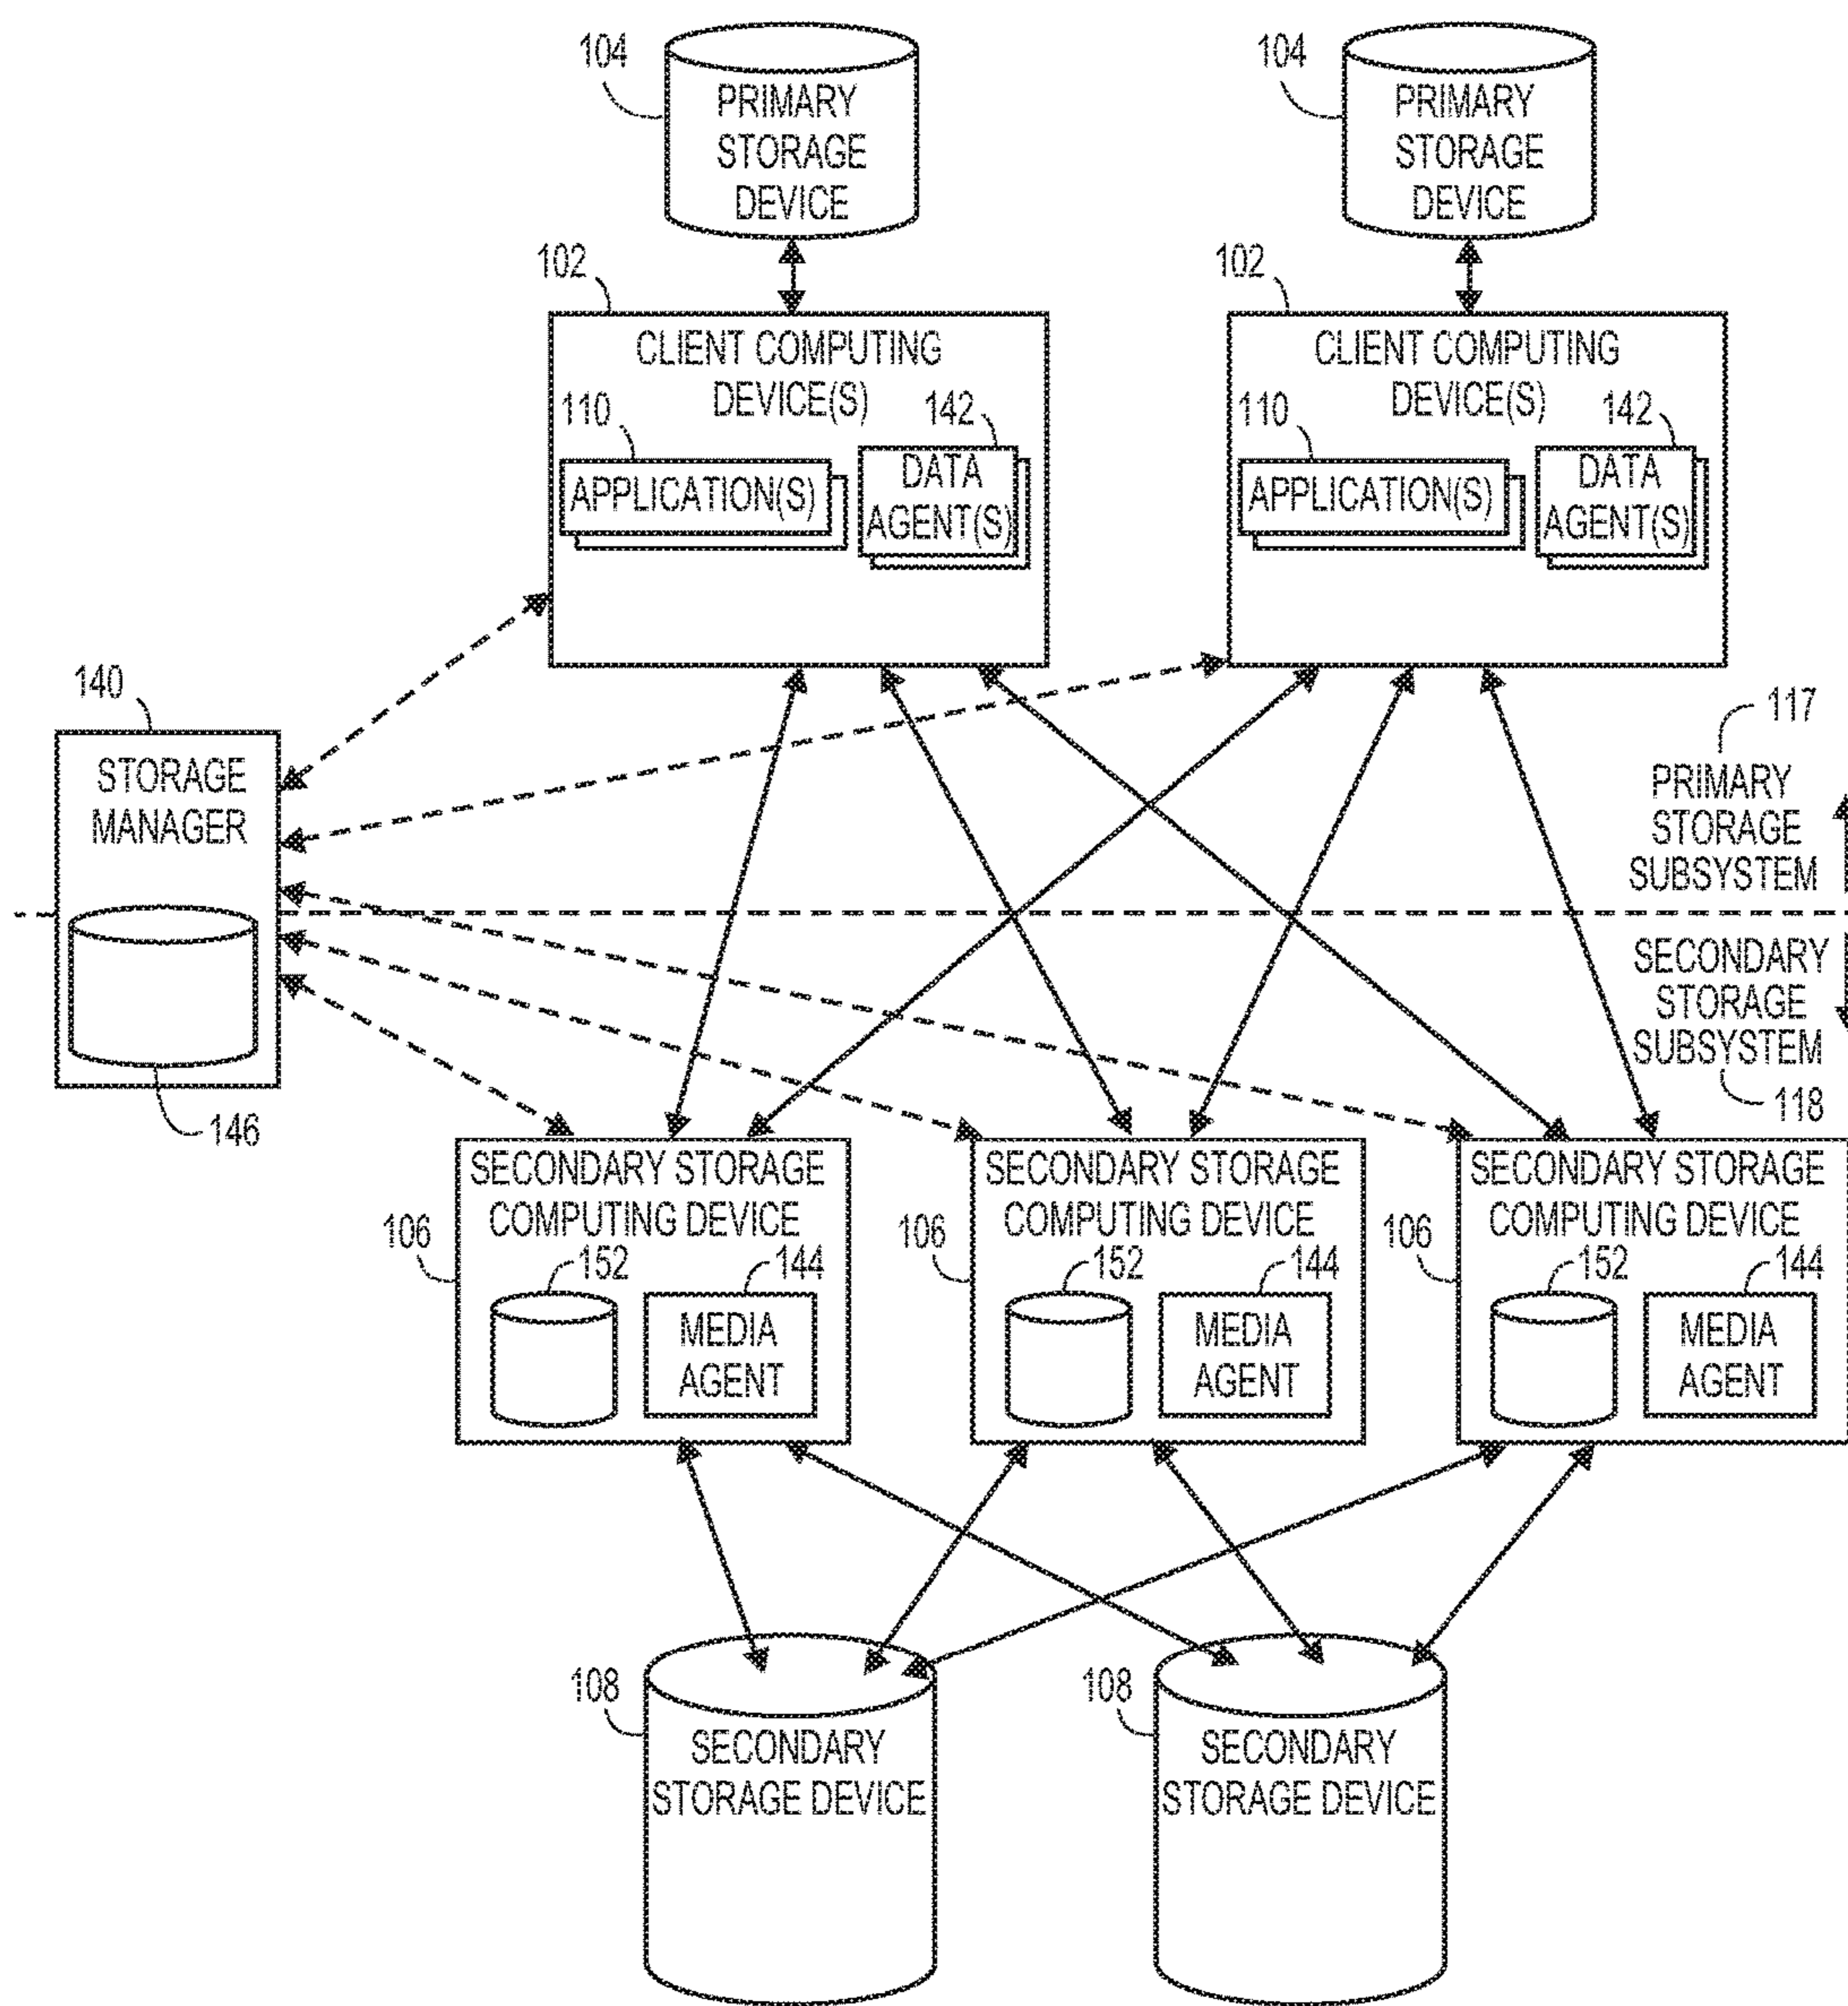 104
PRIMARY
STORAGE
DEVICE
104
PRIMARY
STORAGE
DEVICE
102
CLIENT COMPUTING
DEVICE(S)
110
APPLICATION(S)
142
DATA
AGENT(S)
102
CLIENT COMPUTING
DEVICE(S)
110
APPLICATION(S)
142
DATA
AGENT(S)
140
STORAGE
MANAGER
146
117
PRIMARY
STORAGE
SUBSYSTEM
SECONDARY
STORAGE
SUBSYSTEM
118
106
SECONDARY STORAGE
COMPUTING DEVICE
152
144
MEDIA
AGENT
106
SECONDARY STORAGE
COMPUTING DEVICE
152
144
MEDIA
AGENT
106
SECONDARY STORAGE
COMPUTING DEVICE
152
144
MEDIA
AGENT
108
SECONDARY
STORAGE DEVICE
108
SECONDARY
STORAGE DEVICE